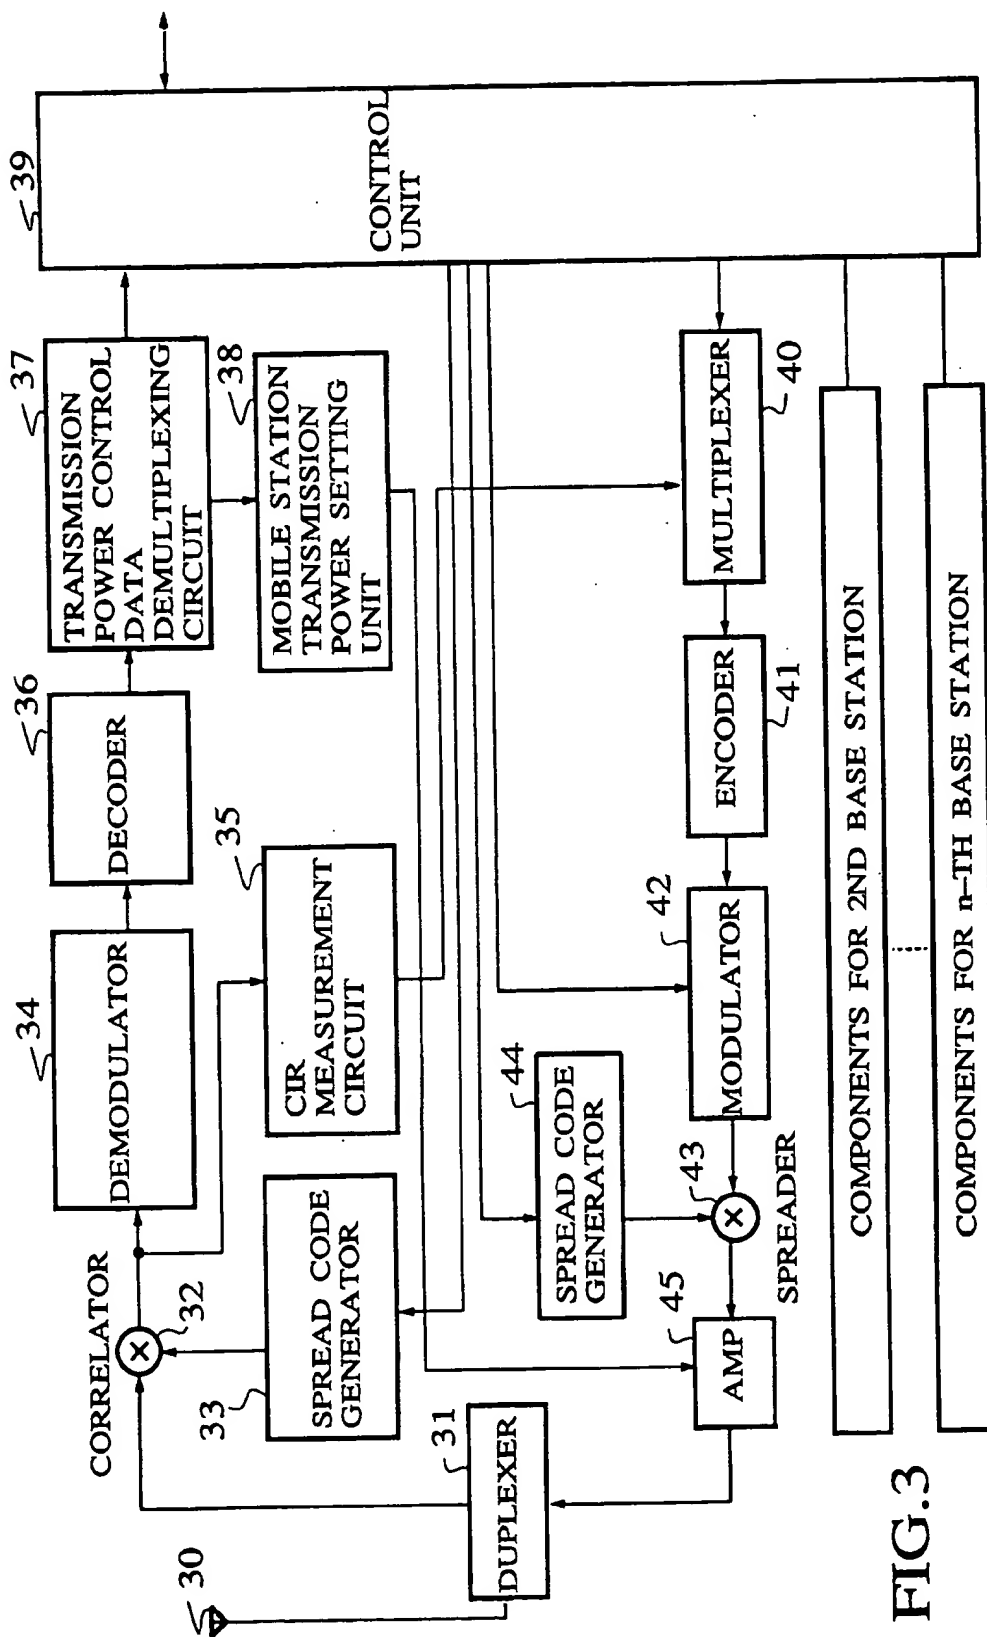 30
31
DUPLEXER
CORRELATOR
32
33
SPREAD CODE
GENERATOR
34
DEMODULATOR
35
CIR
MEASUREMENT
CIRCUIT
36
DECODER
37
TRANSMISSION
POWER CONTROL
DATA
DEMULTIPLEXING
CIRCUIT
38
MOBILE STATION
TRANSMISSION
POWER SETTING
UNIT
39
CONTROL
UNIT
40
MULTIPLEXER
41
ENCODER
42
MODULATOR
43
SPREADER
44
SPREAD CODE
GENERATOR
45
AMP
COMPONENTS FOR 2ND BASE STATION
COMPONENTS FOR n-TH BASE STATION
FIG.3